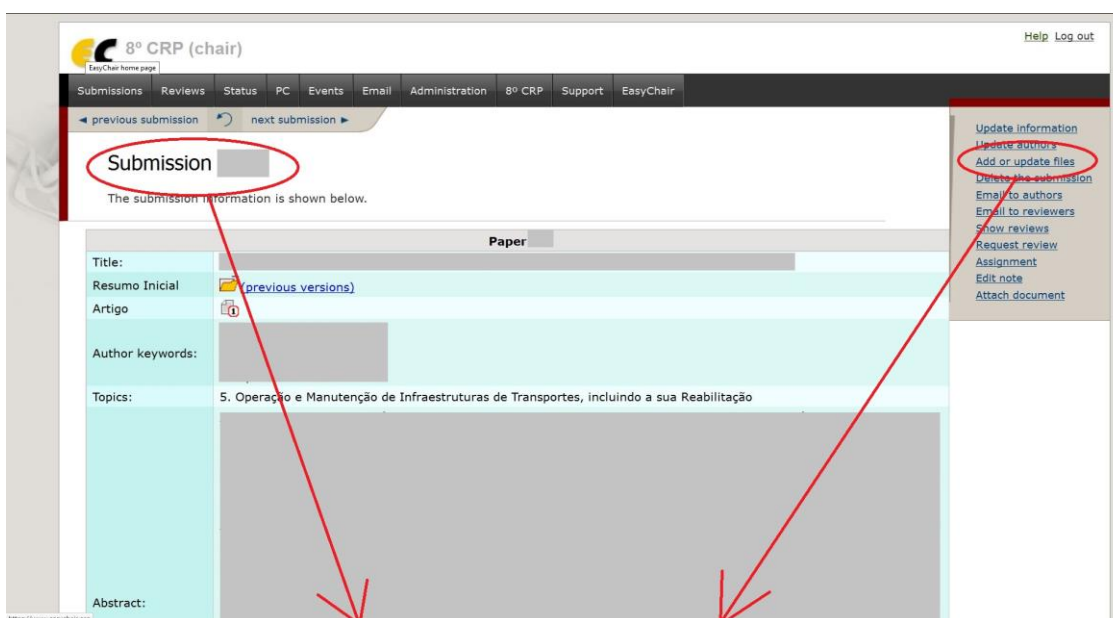 8º CRP (chair)
Help Log out
EasyChair home page
Submissions Reviews Status PC Events Email Administration 8º CRP Support EasyChair
previous submission next submission
Submission
The submission information is shown below.
Update information
Update authors
Add or update files
Delete the submission
Email to authors
Email to reviewers
Show reviews
Request review
Assignment
Edit note
Attach document
Paper
Title:
Resumo Inicial (previous versions)
Artigo 1
Author keywords:
Topics: 5. Operação e Manutenção de Infraestruturas de Transportes, incluindo a sua Reabilitação
Abstract: